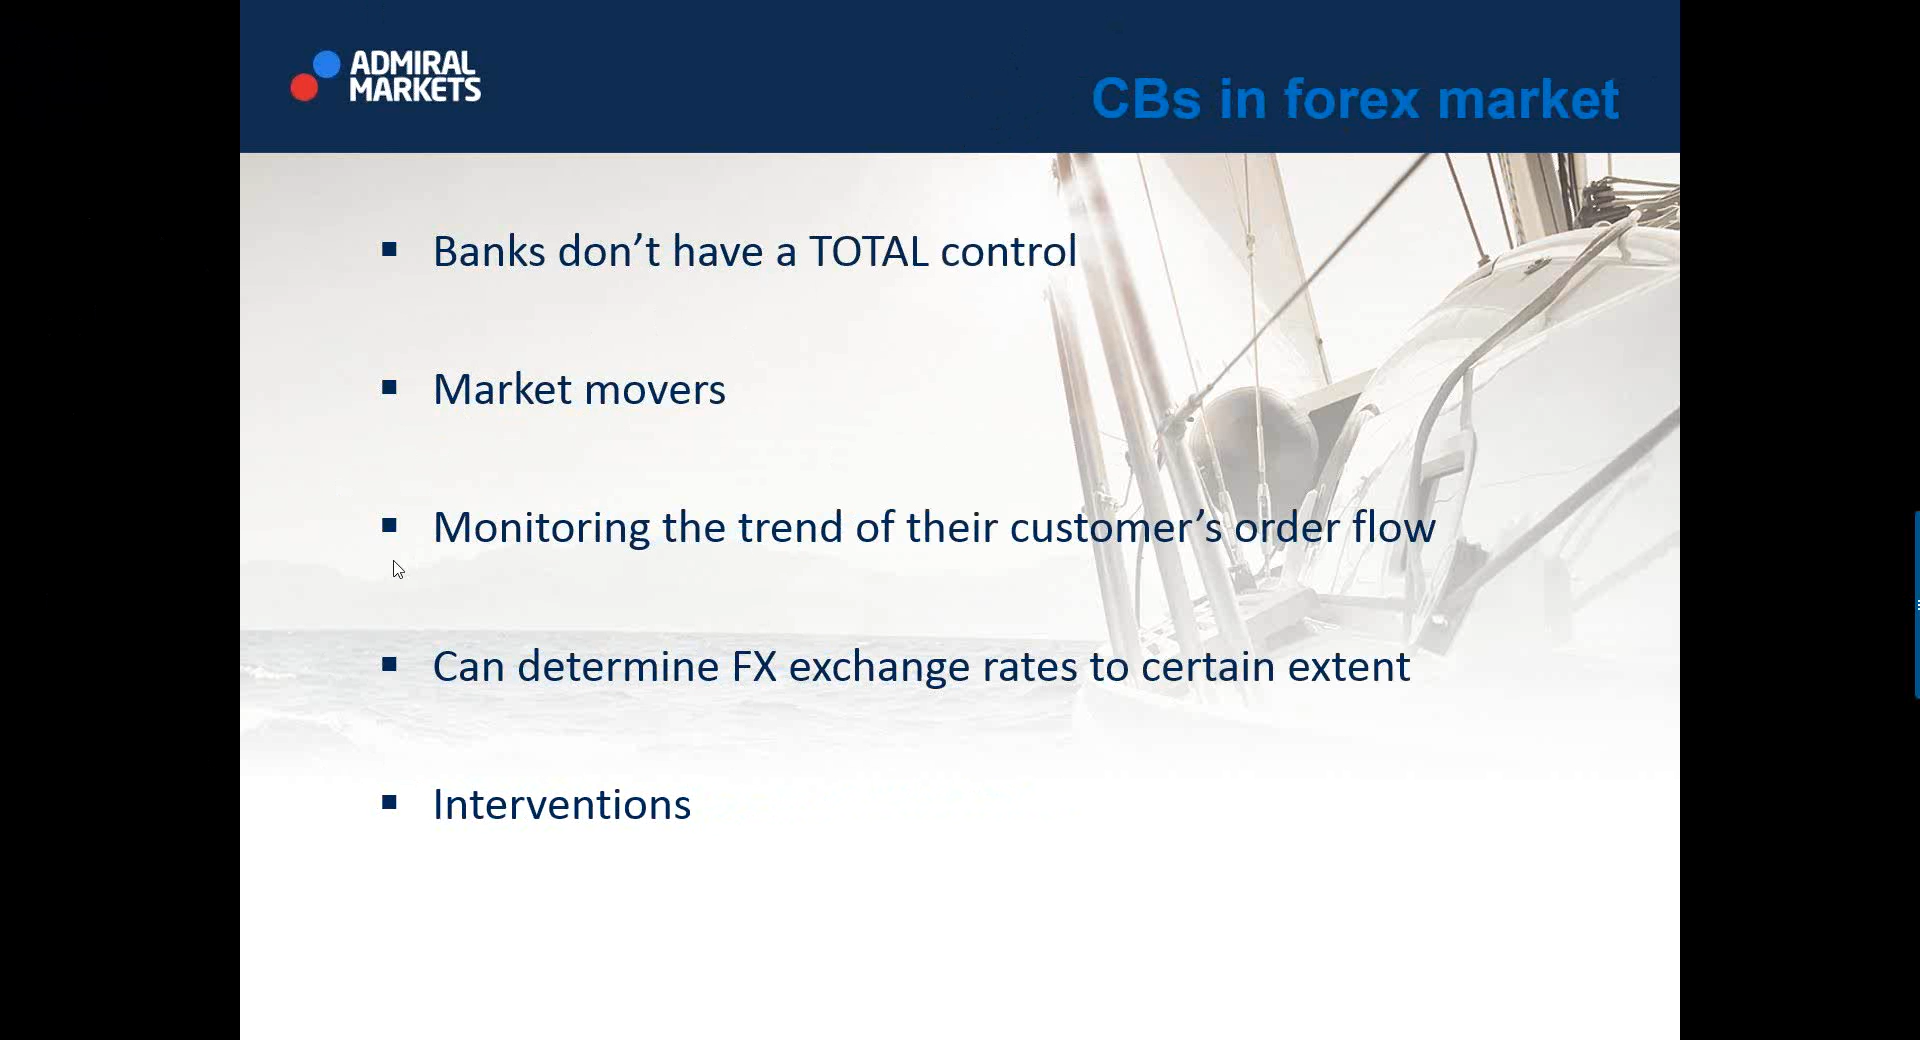 ADMIRAL
MARKETS
CBs in forex market
Banks don’t have a TOTAL control
Market movers
Monitoring the trend of their customer’s order flow
Can determine FX exchange rates to certain extent
Interventions